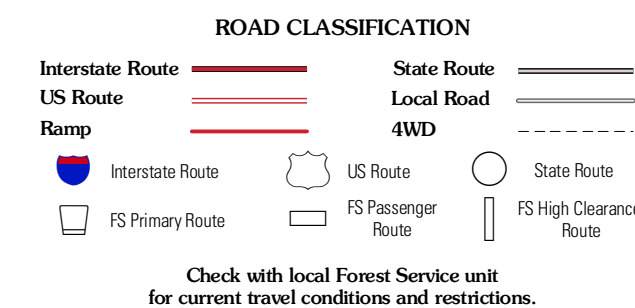 ROAD CLASSIFICATION
Interstate Route
State Route
US Route
Local Road
Ramp
4WD
Interstate Route
US Route
State Route
FS Primary Route
FS Passenger
Route
FS High Clearance
Route
Check with local Forest Service unit
for current travel conditions and restrictions.